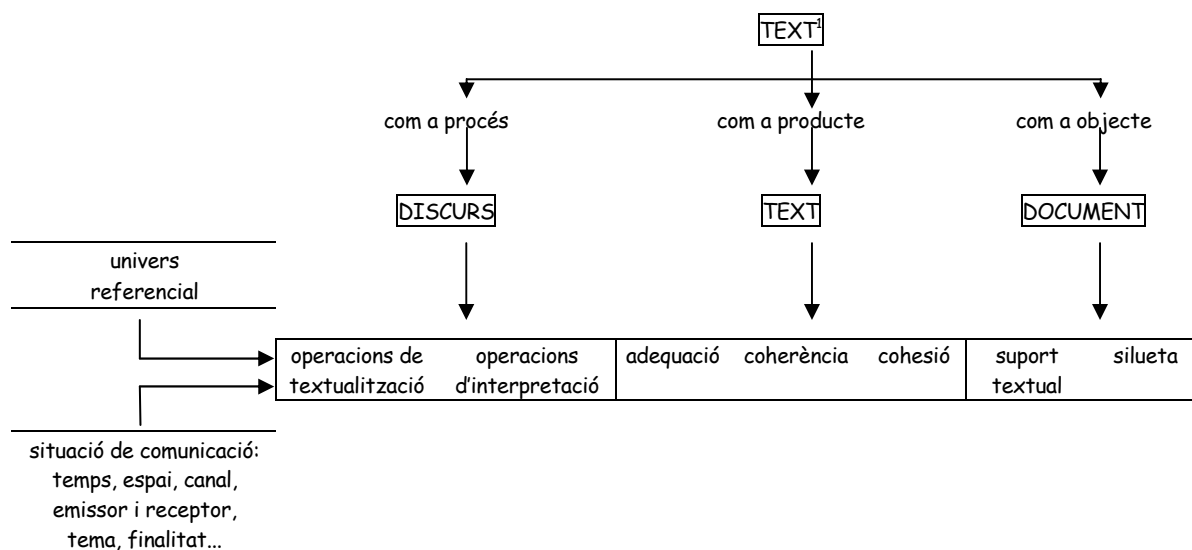 TEXT¹
com a procés com a producte com a objecte
DISCURS TEXT DOCUMENT
univers
referencial
operacions de operacions adequació coherència cohesió suport silueta
textualització d'interpretació textual
situació de comunicació:
temps, espai, canal,
emissor i receptor,
tema, finalitat...